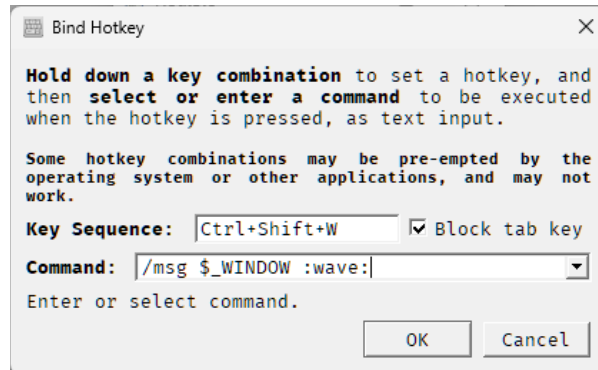 Bind Hotkey
Hold down a key combination to set a hotkey, and
then select or enter a command to be executed
when the hotkey is pressed, as text input.
Some hotkey combinations may be pre-empted by the
operating system or other applications, and may not
work.
Key Sequence: Ctrl+Shift+W Block tab key
Command: /msg $_WINDOW :wave:
Enter or select command.
OK Cancel